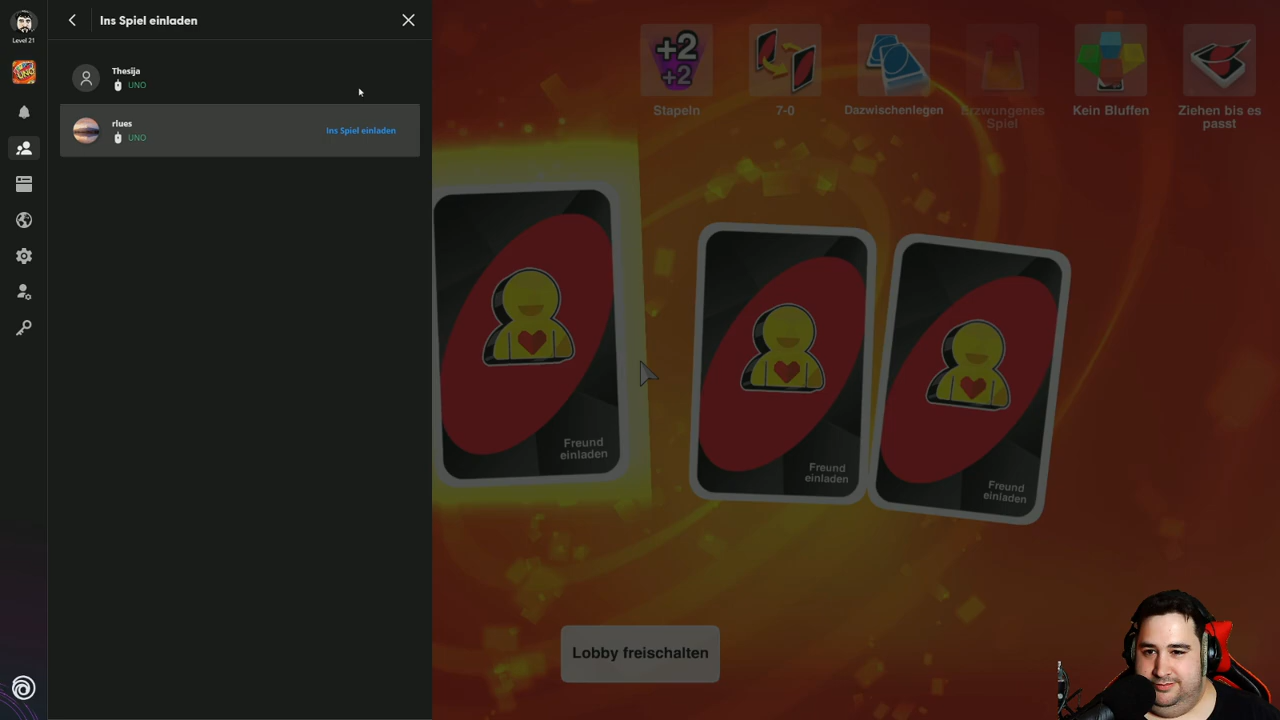 Level 21
UNO
Ins Spiel einladen
Thesija
UNO
rlues
UNO
Ins Spiel einladen
+2
+2
Stapeln
7-0
Dazwischenlegen
Erzwungenes
Spiel
Kein Bluffen
Ziehen bis es
passt
Freund
einladen
Freund
einladen
Freund
einladen
Lobby freischalten